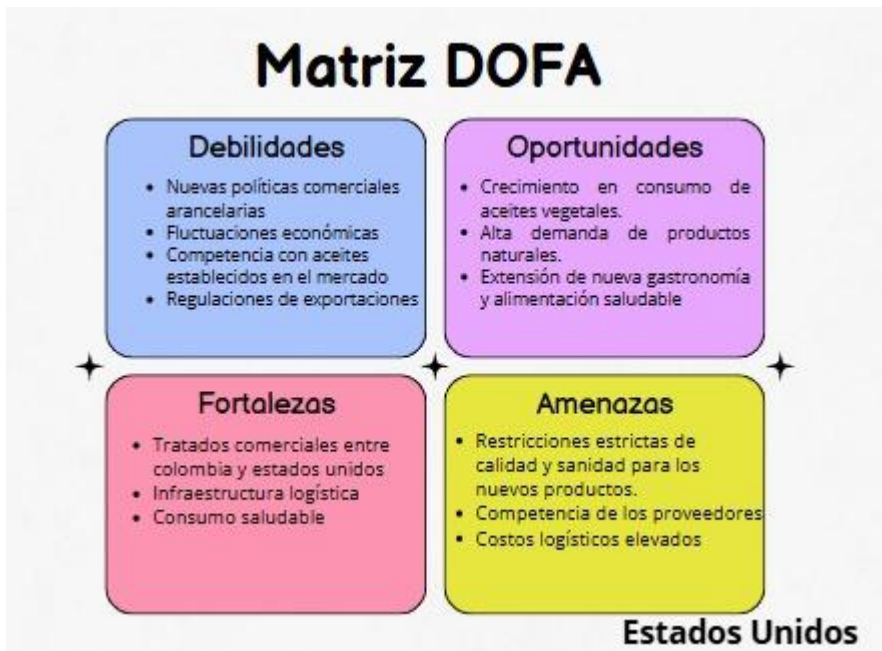 Matriz DOFA
Debilidades
• Nuevas políticas comerciales
arancelarias
• Fluctuaciones económicas
• Competencia con aceites
establecidos en el mercado
• Regulaciones de exportaciones
Oportunidades
• Crecimiento en consumo de
aceites vegetales.
• Alta demanda de productos
naturales.
• Extensión de nueva gastronomía
y alimentación saludable
Fortalezas
• Tratados comerciales entre
colombia y estados unidos
• Infraestructura logística
• Consumo saludable
Amenazas
• Restricciones estrictas de
calidad y sanidad para los
nuevos productos.
• Competencia de los proveedores
• Costos logísticos elevados
Estados Unidos